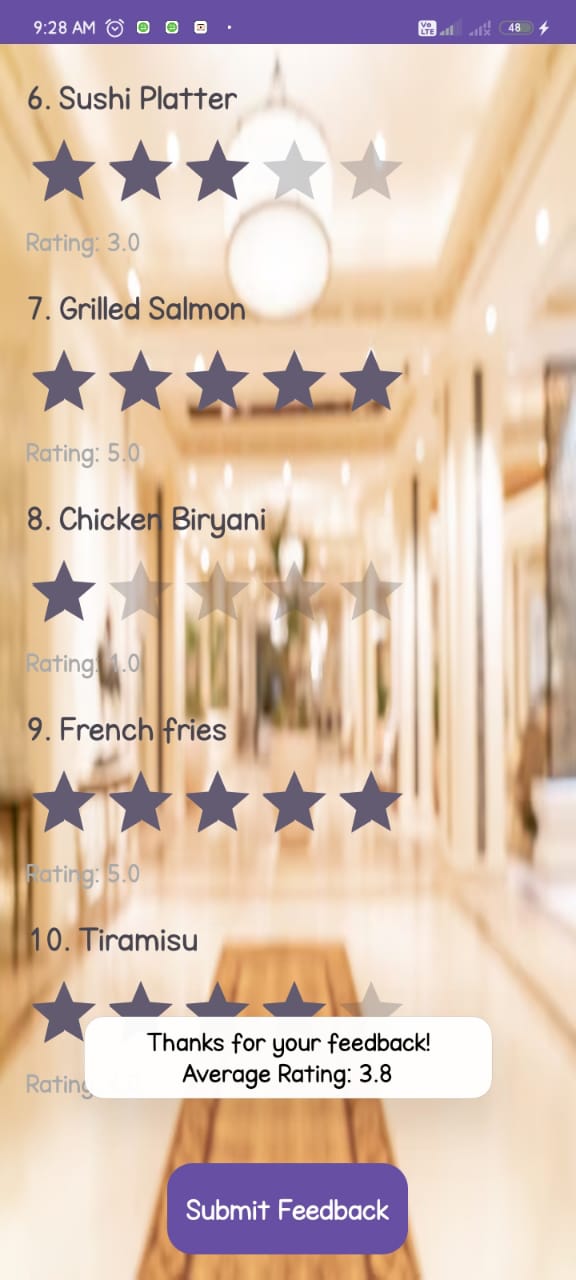 9:28 AM
Vo LTE
48
6. Sushi Platter
Rating: 3.0
7. Grilled Salmon
Rating: 5.0
8. Chicken Biryani
Rating: 1.0
9. French fries
Rating: 5.0
10. Tiramisu
Rating
Thanks for your feedback!
Average Rating: 3.8
Submit Feedback